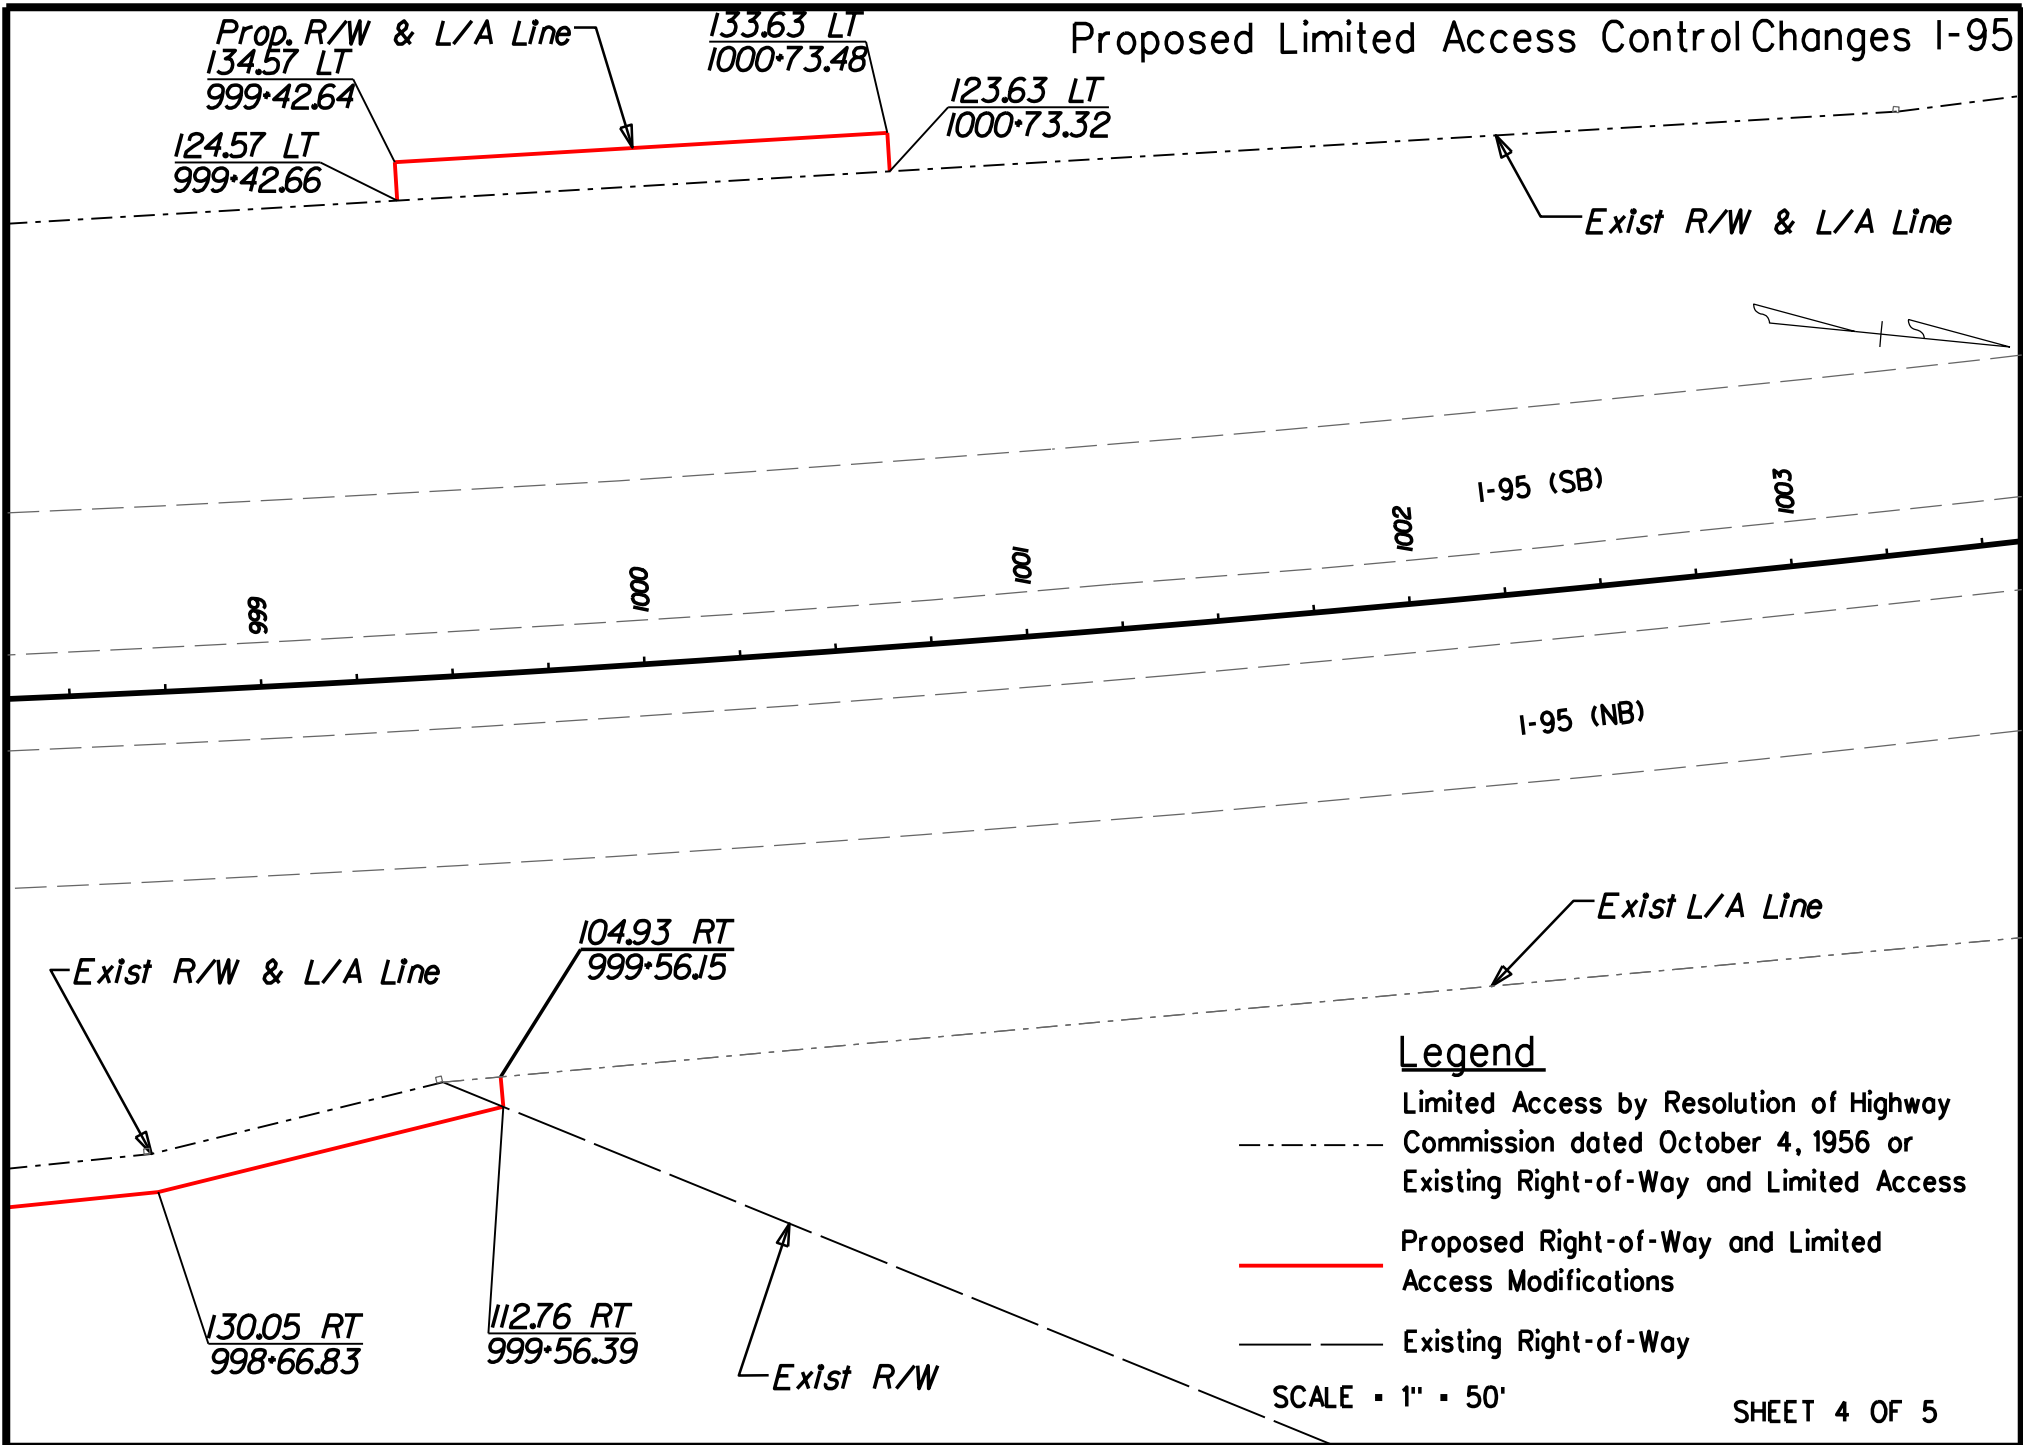 Proposed Limited Access Control Changes I-95
Prop. R/W & L/A Line
134.57 LT
999+42.64
124.57 LT
999+42.66
133.63 LT
1000+73.48
123.63 LT
1000+73.32
Exist R/W & L/A Line
I-95 (SB)
999
1000
1001
1002
1003
I-95 (NB)
Exist L/A Line
104.93 RT
999+56.15
Exist R/W & L/A Line
130.05 RT
998+66.83
112.76 RT
999+56.39
Exist R/W
Legend
Limited Access by Resolution of Highway
Commission dated October 4, 1956 or
Existing Right-of-Way and Limited Access
Proposed Right-of-Way and Limited
Access Modifications
Existing Right-of-Way
SCALE = 1" = 50'
SHEET 4 OF 5